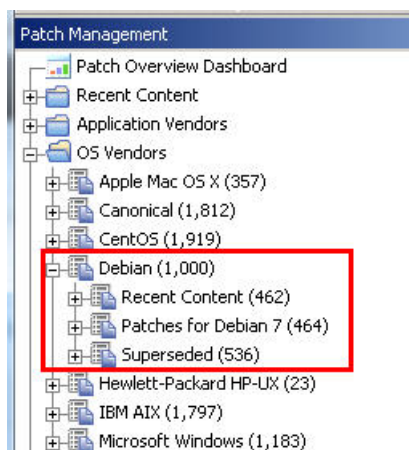 Patch Management
Patch Overview Dashboard
Recent Content
Application Vendors
OS Vendors
Apple Mac OS X (357)
Canonical (1,812)
CentOS (1,919)
Debian (1,000)
Recent Content (462)
Patches for Debian 7 (464)
Superseded (536)
Hewlett-Packard HP-UX (23)
IBM AIX (1,797)
Microsoft Windows (1,183)